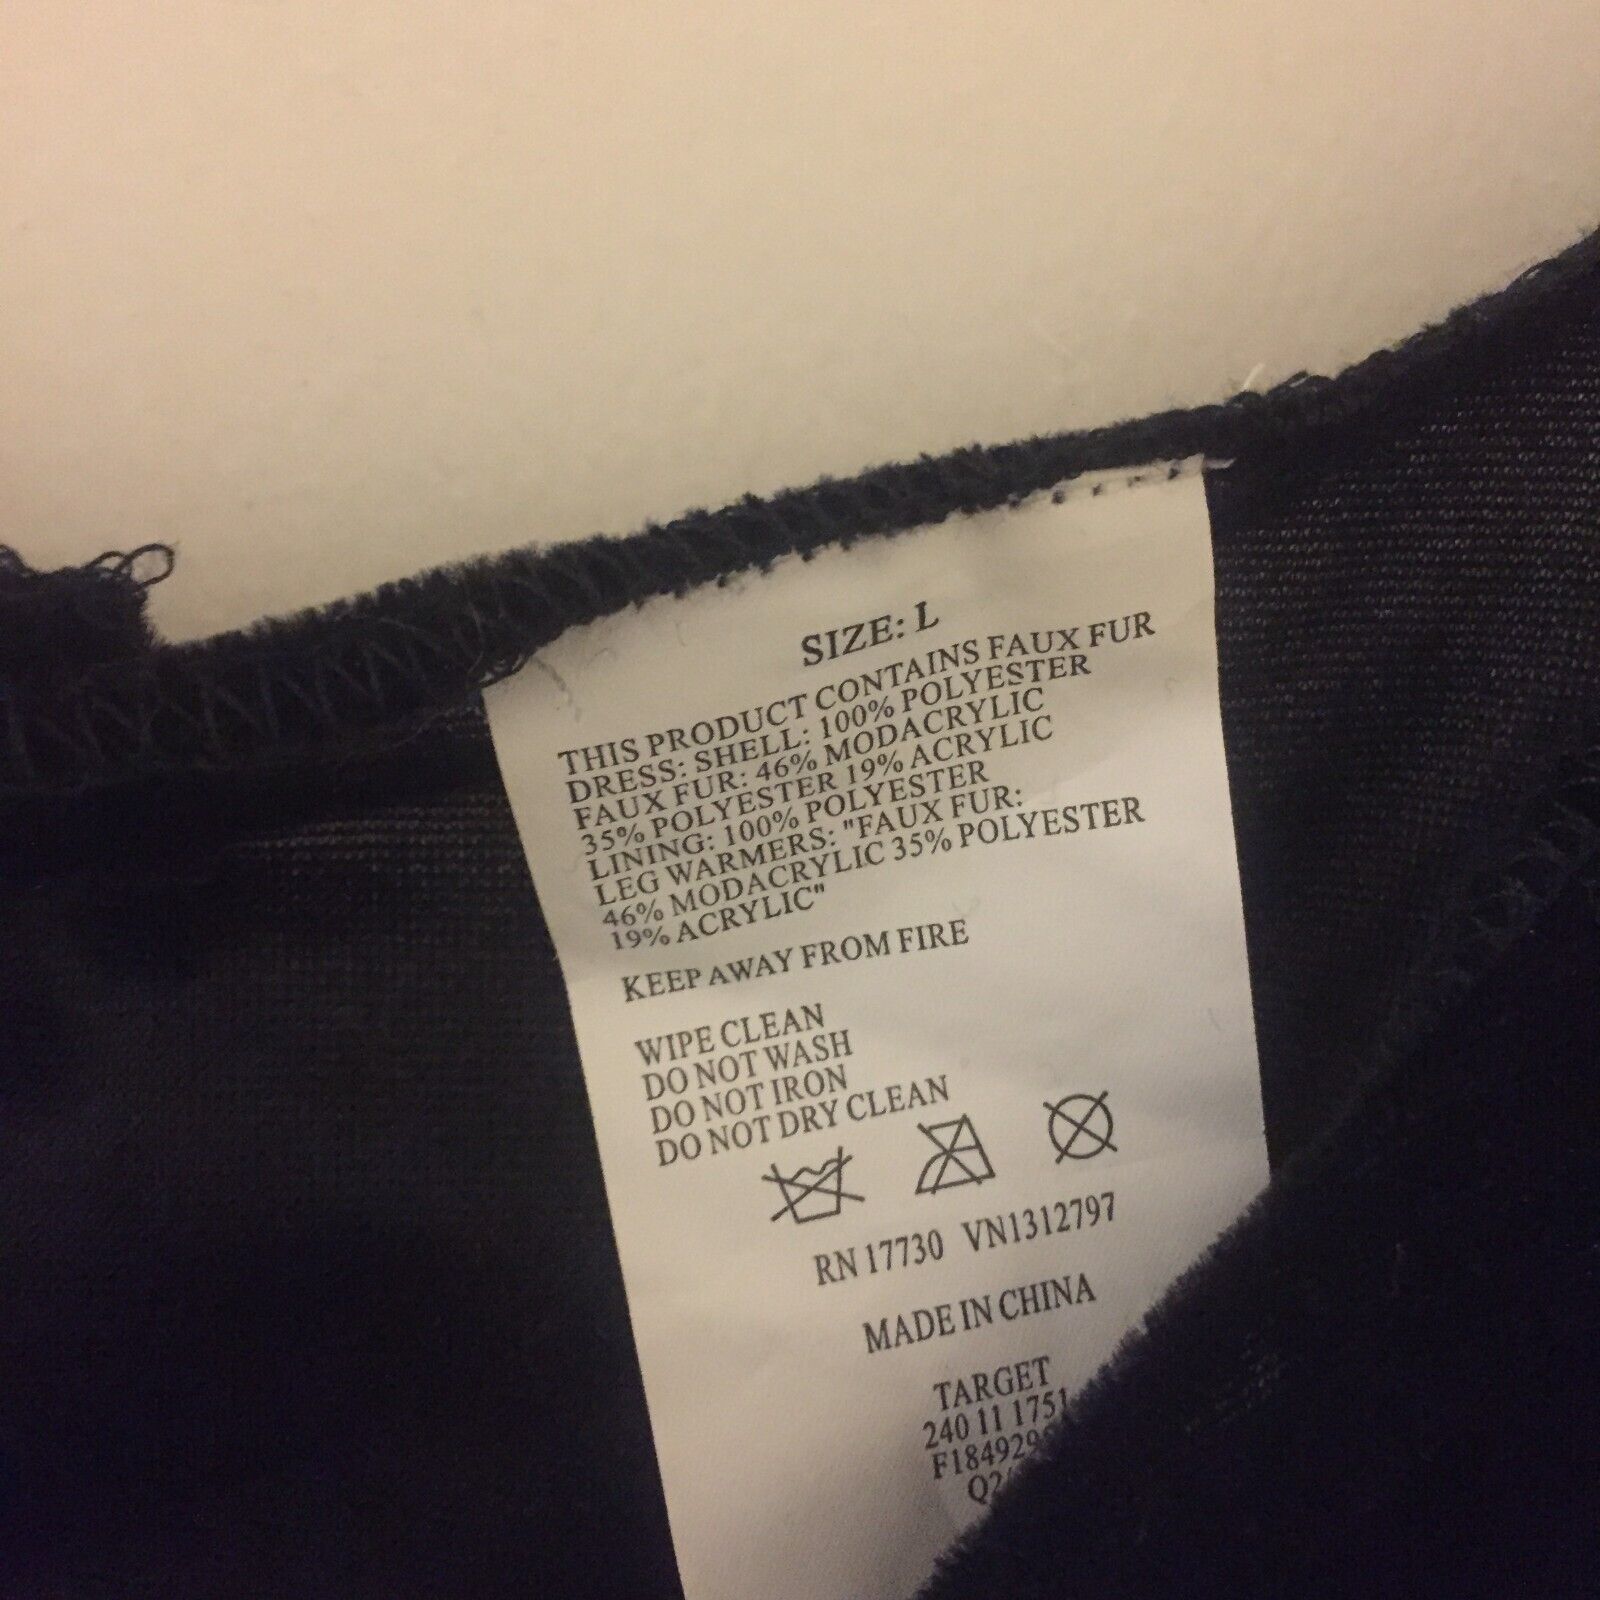 SIZE: L
THIS PRODUCT CONTAINS FAUX FUR
DRESS: SHELL: 100% POLYESTER
FAUX FUR: 46% MODACRYLIC
35% POLYESTER 19% ACRYLIC
LINING: 100% POLYESTER
LEG WARMERS: "FAUX FUR:
46% MODACRYLIC 35% POLYESTER
19% ACRYLIC"
KEEP AWAY FROM FIRE
WIPE CLEAN
DO NOT WASH
DO NOT IRON
DO NOT DRY CLEAN
RN 17730 VN1312797
MADE IN CHINA
TARGET
240 11 1751